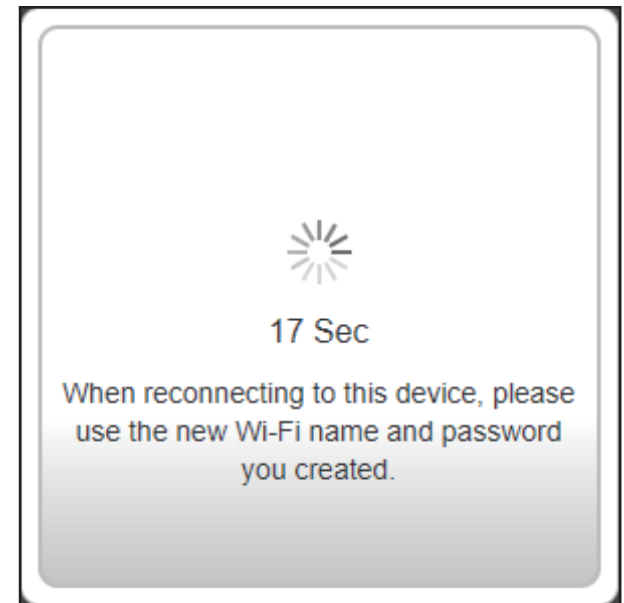 17 Sec
When reconnecting to this device, please
use the new Wi-Fi name and password
you created.